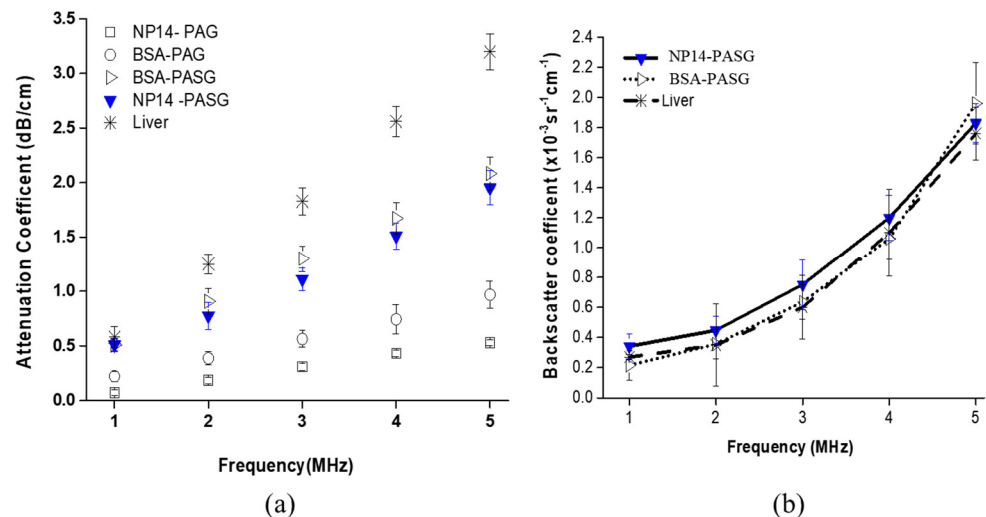 NP14- PAG
BSA-PAG
BSA-PASG
NP14 -PASG
Liver
Attenuation Coefficent (dB/cm)
3.5
3.0
2.5
2.0
1.5
1.0
0.5
0.0
1 2 3 4 5
Frequency(MHz)
(a)
NP14-PASG
BSA-PASG
Liver
Backscatter coefficent (x10-3sr-1cm-1)
2.4
2.2
2.0
1.8
1.6
1.4
1.2
1.0
0.8
0.6
0.4
0.2
0.0
1 2 3 4 5
Frequency (MHz)
(b)